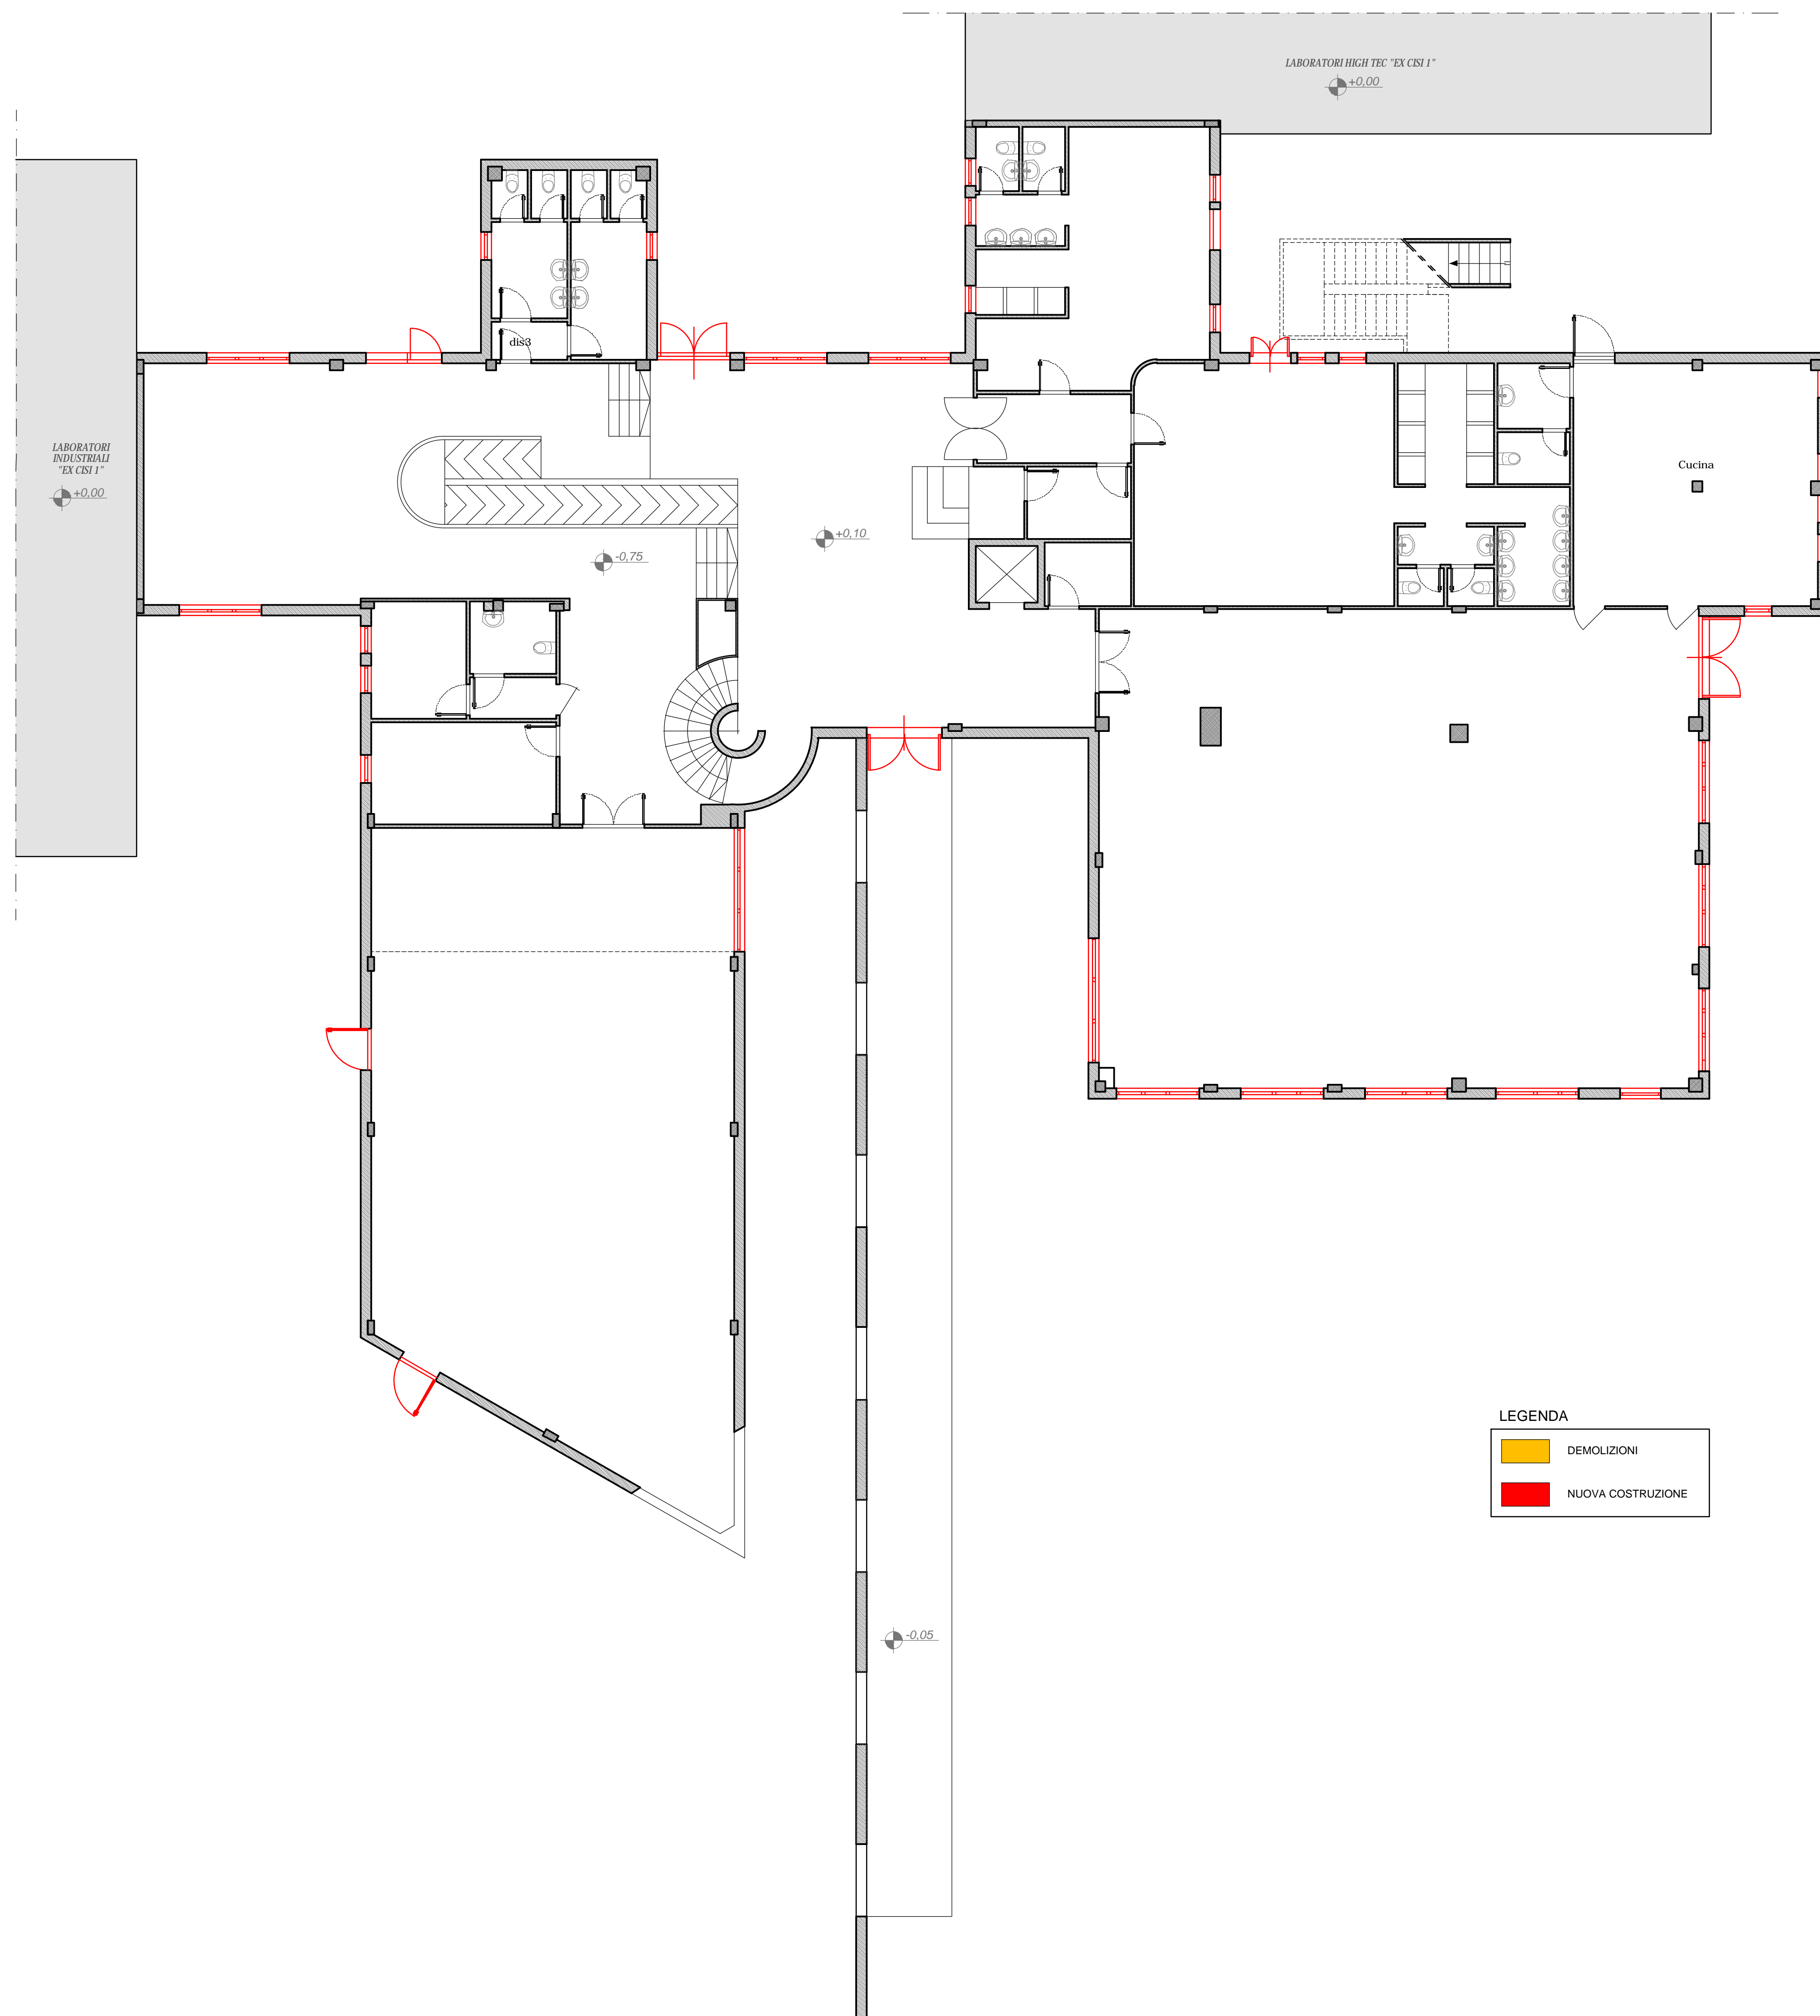 LABORATORI HIGH TEC "EX CISI 1"
+0,00
dis3
LABORATORI
INDUSTRIALI
"EX CISI 1"
+0,00
Cucina
+0,10
-0,75
LEGENDA
DEMOLIZIONI
NUOVA COSTRUZIONE
-0,05